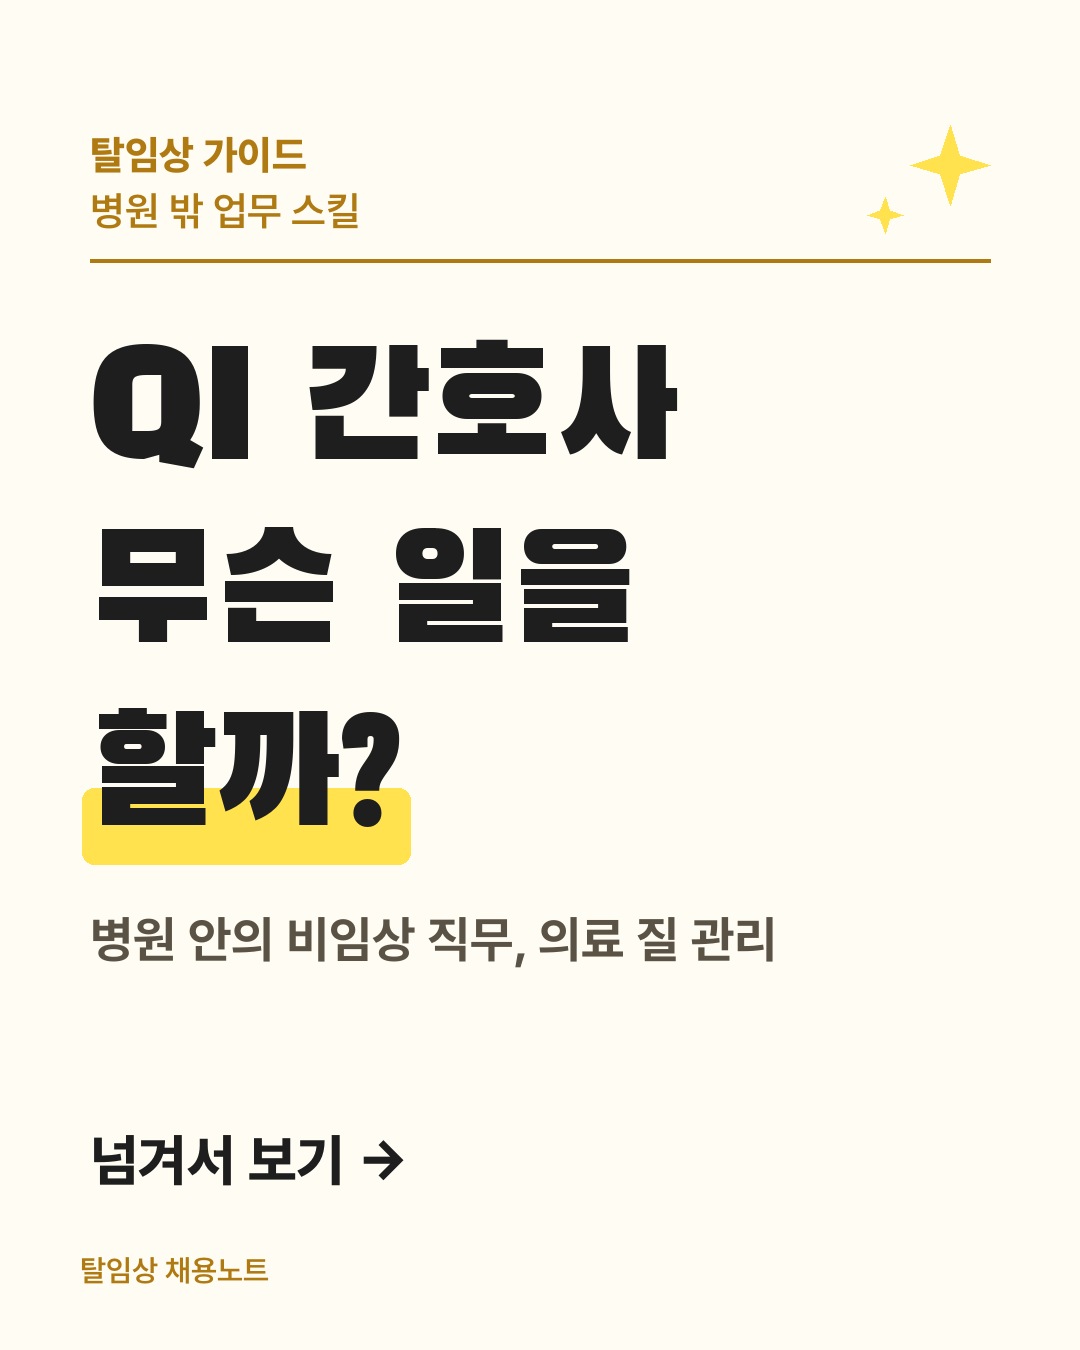 탈임상 가이드
병원 밖 업무 스킬
QI 간호사
무슨 일을
할까?
병원 안의 비임상 직무, 의료 질 관리
넘겨서 보기 →
탈임상 채용노트